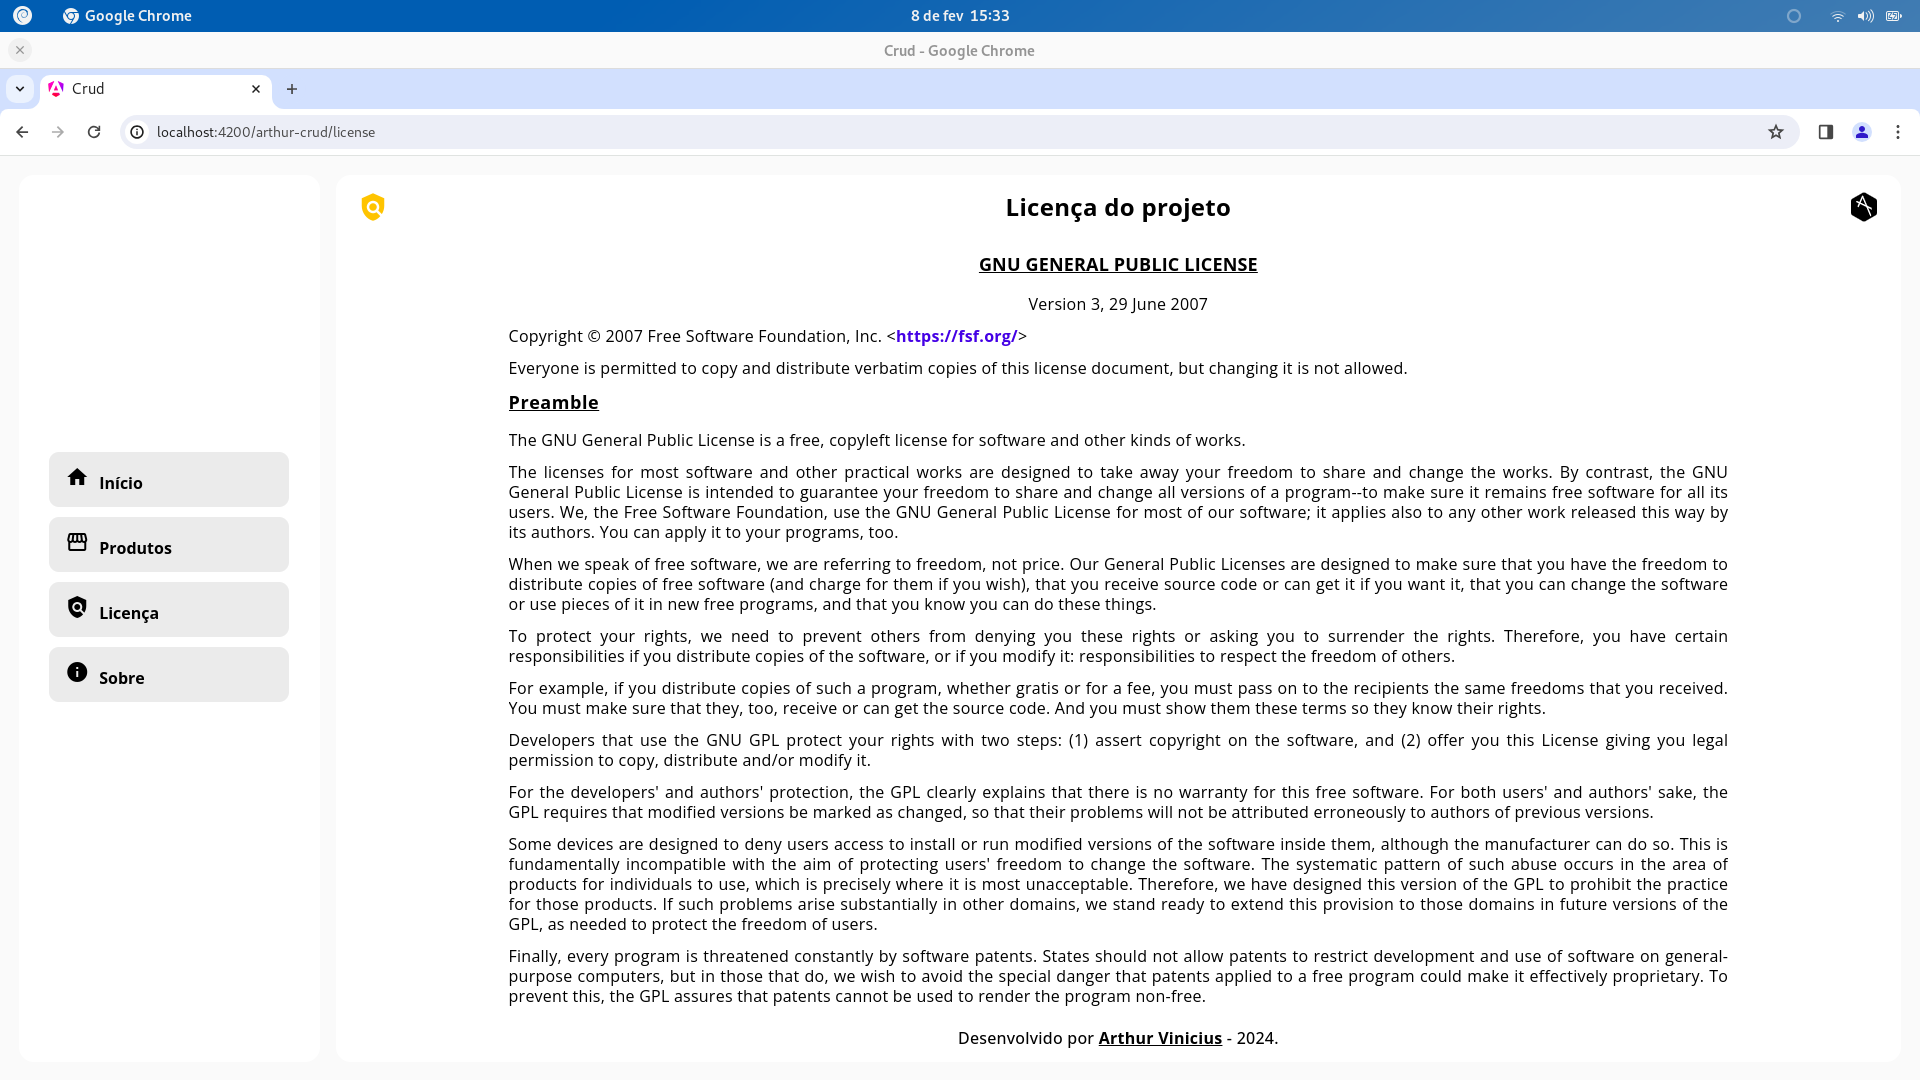 Google Chrome
8 de fev 15:33
Crud - Google Chrome
Crud
localhost:4200/arthur-crud/license
Início
Produtos
Licença
Sobre
Licença do projeto
GNU GENERAL PUBLIC LICENSE
Version 3, 29 June 2007
Copyright © 2007 Free Software Foundation, Inc. <https://fsf.org/>
Everyone is permitted to copy and distribute verbatim copies of this license document, but changing it is not allowed.
Preamble
The GNU General Public License is a free, copyleft license for software and other kinds of works.
The licenses for most software and other practical works are designed to take away your freedom to share and change the works. By contrast, the GNU
General Public License is intended to guarantee your freedom to share and change all versions of a program--to make sure it remains free software for all its
users. We, the Free Software Foundation, use the GNU General Public License for most of our software; it applies also to any other work released this way by
its authors. You can apply it to your programs, too.
When we speak of free software, we are referring to freedom, not price. Our General Public Licenses are designed to make sure that you have the freedom to
distribute copies of free software (and charge for them if you wish), that you receive source code or can get it if you want it, that you can change the software
or use pieces of it in new free programs, and that you know you can do these things.
To protect your rights, we need to prevent others from denying you these rights or asking you to surrender the rights. Therefore, you have certain
responsibilities if you distribute copies of the software, or if you modify it: responsibilities to respect the freedom of others.
For example, if you distribute copies of such a program, whether gratis or for a fee, you must pass on to the recipients the same freedoms that you received.
You must make sure that they, too, receive or can get the source code. And you must show them these terms so they know their rights.
Developers that use the GNU GPL protect your rights with two steps: (1) assert copyright on the software, and (2) offer you this License giving you legal
permission to copy, distribute and/or modify it.
For the developers' and authors' protection, the GPL clearly explains that there is no warranty for this free software. For both users' and authors' sake, the
GPL requires that modified versions be marked as changed, so that their problems will not be attributed erroneously to authors of previous versions.
Some devices are designed to deny users access to install or run modified versions of the software inside them, although the manufacturer can do so. This is
fundamentally incompatible with the aim of protecting users' freedom to change the software. The systematic pattern of such abuse occurs in the area of
products for individuals to use, which is precisely where it is most unacceptable. Therefore, we have designed this version of the GPL to prohibit the practice
for those products. If such problems arise substantially in other domains, we stand ready to extend this provision to those domains in future versions of the
GPL, as needed to protect the freedom of users.
Finally, every program is threatened constantly by software patents. States should not allow patents to restrict development and use of software on general-
purpose computers, but in those that do, we wish to avoid the special danger that patents applied to a free program could make it effectively proprietary. To
prevent this, the GPL assures that patents cannot be used to render the program non-free.
Desenvolvido por Arthur Vinicius - 2024.